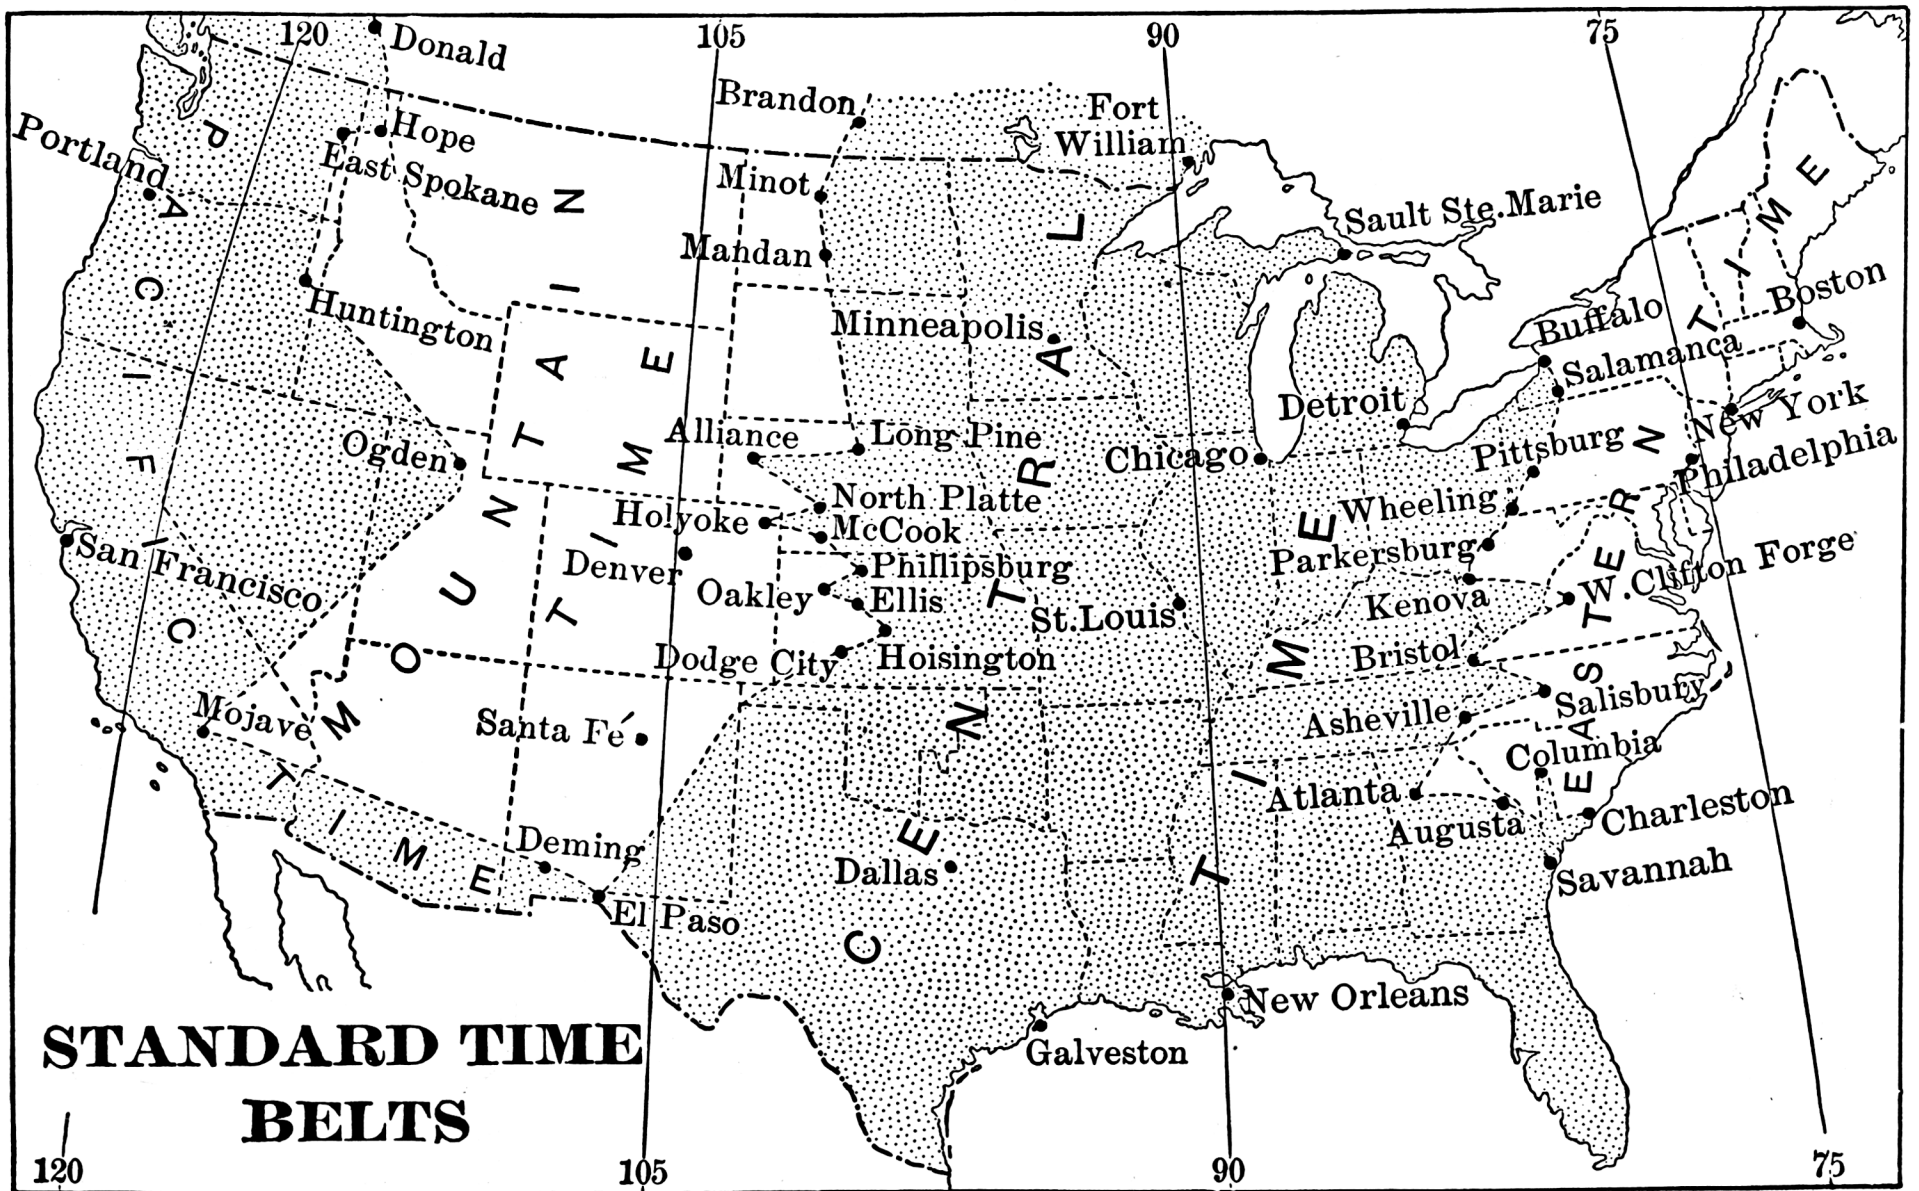 120
105
90
75
Donald
Brandon
Fort
William
Hope
Portland
East Spokane
Minot
Sault Ste. Marie
Mandan
Huntington
Minneapolis
Buffalo
Boston
Salamanca
Detroit
New York
Ogden
Alliance
Long Pine
Chicago
Pittsburg
Philadelphia
North Platte
Holyoke
McCook
Wheeling
San Francisco
Denver
Phillipsburg
Parkersburg
W. Clifton Forge
Oakley
Ellis
Kenova
St. Louis
Dodge City
Hoisington
Bristol
Mojave
Santa Fé
Asheville
Salisbury
Columbia
Atlanta
Charleston
Augusta
Deming
Dallas
Savannah
El Paso
New Orleans
Galveston
PACIFIC TIME
MOUNTAIN TIME
CENTRAL TIME
EASTERN TIME
STANDARD TIME
BELTS
120
105
90
75